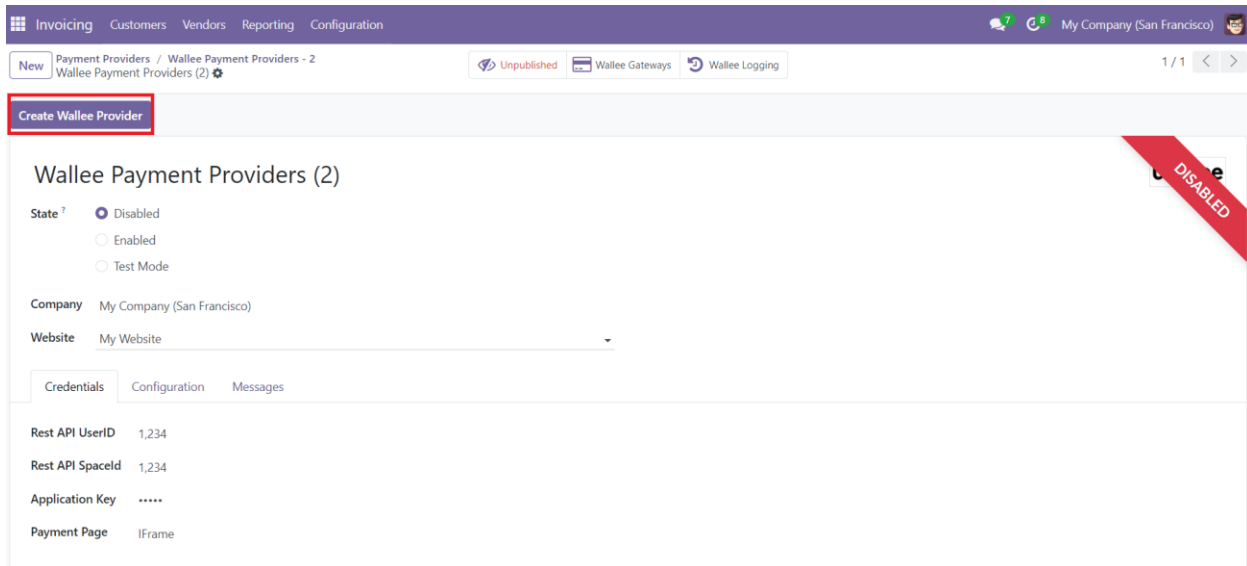 Invoicing Customers Vendors Reporting Configuration 7 8 My Company (San Francisco)
New Payment Providers / Wallee Payment Providers - 2
Wallee Payment Providers (2)
Unpublished Wallee Gateways Wallee Logging 1 / 1
Create Wallee Provider
DISABLED
Wallee Payment Providers (2)
State ? Disabled
Enabled
Test Mode
Company My Company (San Francisco)
Website My Website
Credentials Configuration Messages
Rest API UserID 1,234
Rest API SpaceId 1,234
Application Key •••••
Payment Page IFrame